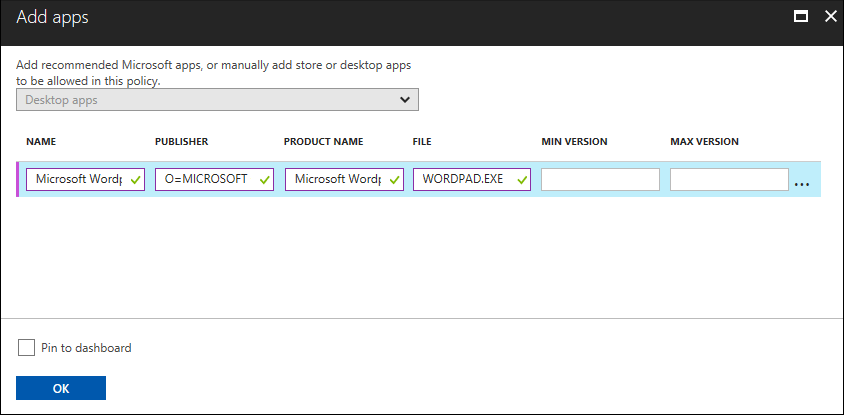 Add apps
Add recommended Microsoft apps, or manually add store or desktop apps
to be allowed in this policy.
Desktop apps
NAME PUBLISHER PRODUCT NAME FILE MIN VERSION MAX VERSION
Microsoft Wordp O=MICROSOFT Microsoft Wordp WORDPAD.EXE ...
Pin to dashboard
OK